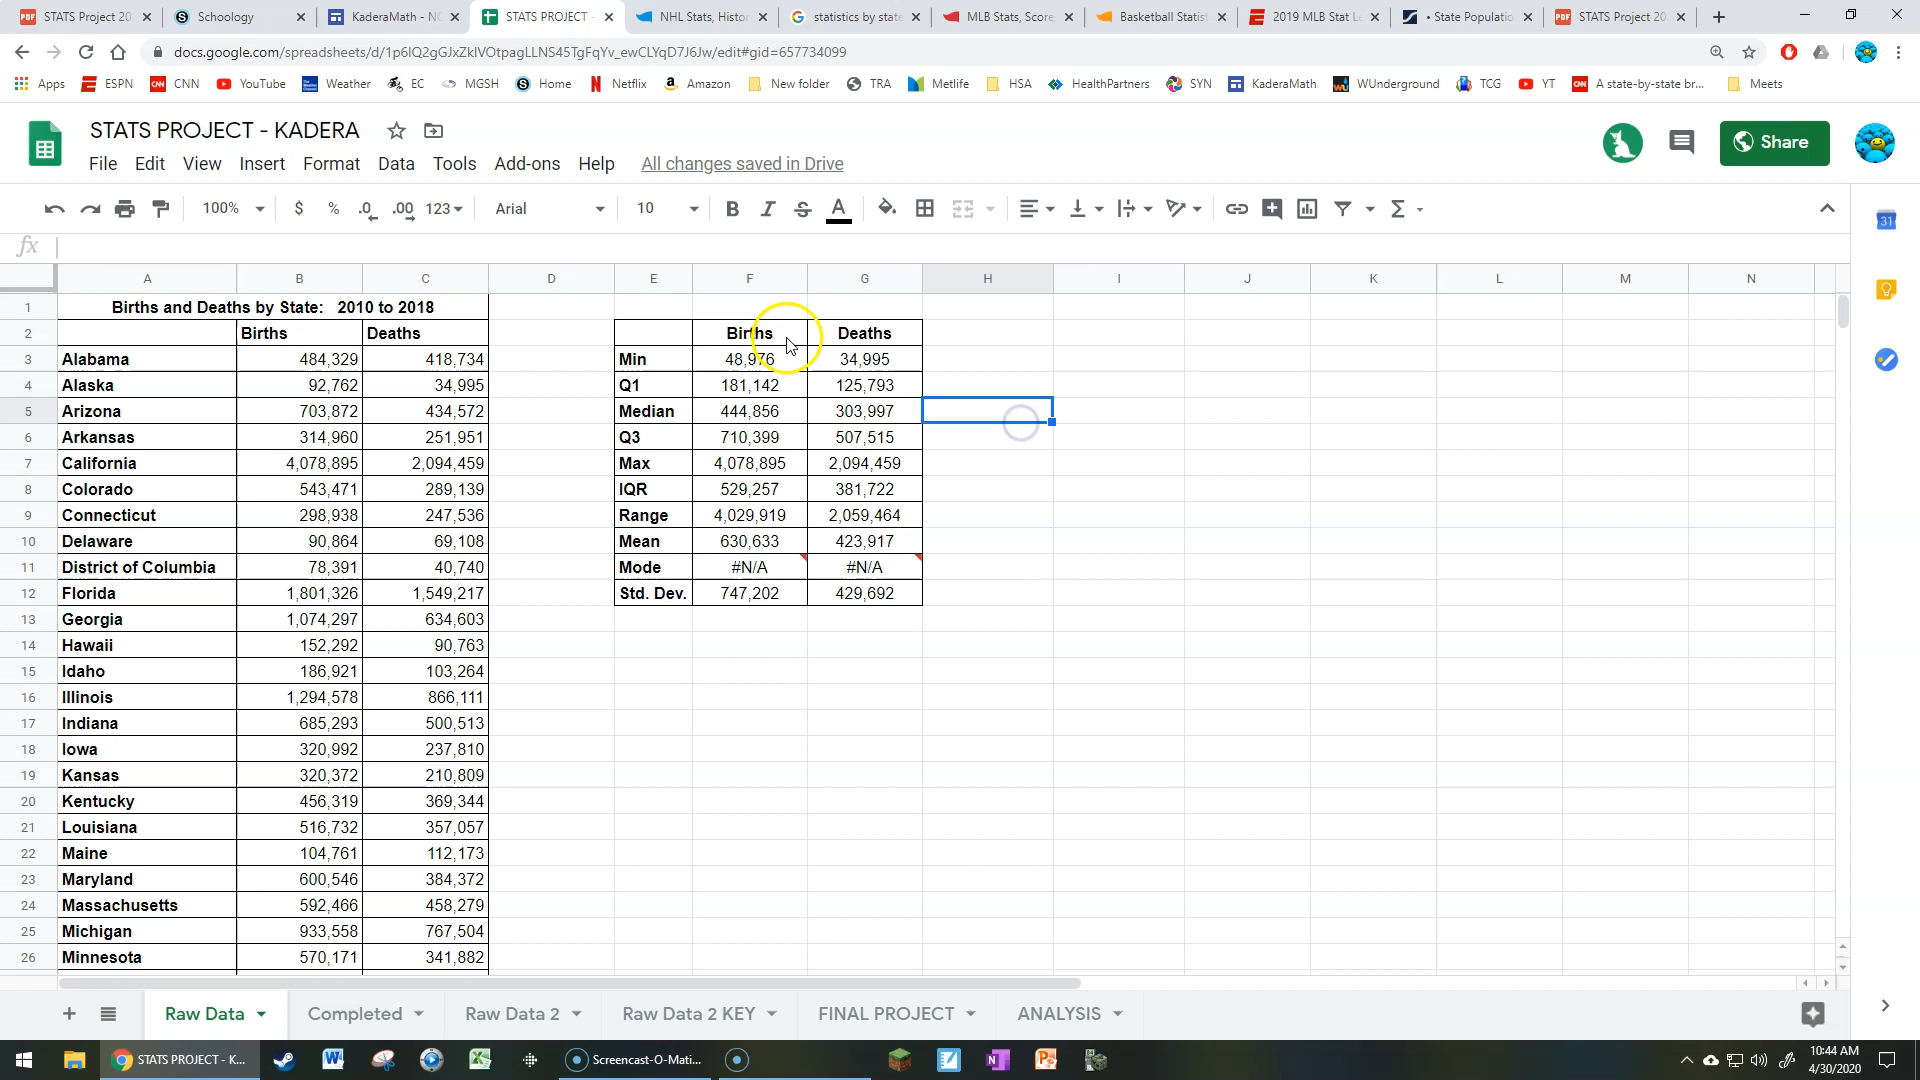 STATS Project 20
Schoology
KaderaMath - NC
STATS PROJECT -
NHL Stats, Histor
statistics by state
MLB Stats, Score
Basketball Statist
2019 MLB Stat Le
• State Populatio
STATS Project 20
docs.google.com/spreadsheets/d/1p6IQ2gGJxZkIVOtpagLLNS45TgFqYv_ewCLYqD7J6Jw/edit#gid=657734099
Apps ESPN CNN YouTube Weather EC MGSH Home Netflix Amazon New folder TRA Metlife HSA HealthPartners SYN KaderaMath WUnderground TCG YT A state-by-state br... Meets
STATS PROJECT - KADERA
Share
File Edit View Insert Format Data Tools Add-ons Help All changes saved in Drive
100% $ % .0 .00 123 Arial 10 B I S A
fx
A B C D E F G H I J K L M N
1 Births and Deaths by State: 2010 to 2018
2 Births Deaths Births Deaths
3 Alabama 484,329 418,734 Min 48,976 34,995
4 Alaska 92,762 34,995 Q1 181,142 125,793
5 Arizona 703,872 434,572 Median 444,856 303,997
6 Arkansas 314,960 251,951 Q3 710,399 507,515
7 California 4,078,895 2,094,459 Max 4,078,895 2,094,459
8 Colorado 543,471 289,139 IQR 529,257 381,722
9 Connecticut 298,938 247,536 Range 4,029,919 2,059,464
10 Delaware 90,864 69,108 Mean 630,633 423,917
11 District of Columbia 78,391 40,740 Mode #N/A #N/A
12 Florida 1,801,326 1,549,217 Std. Dev. 747,202 429,692
13 Georgia 1,074,297 634,603
14 Hawaii 152,292 90,763
15 Idaho 186,921 103,264
16 Illinois 1,294,578 866,111
17 Indiana 685,293 500,513
18 Iowa 320,992 237,810
19 Kansas 320,372 210,809
20 Kentucky 456,319 369,344
21 Louisiana 516,732 357,057
22 Maine 104,761 112,173
23 Maryland 600,546 384,372
24 Massachusetts 592,466 458,279
25 Michigan 933,558 767,504
26 Minnesota 570,171 341,882
Raw Data Completed Raw Data 2 Raw Data 2 KEY FINAL PROJECT ANALYSIS
STATS PROJECT - K...
Screencast-O-Mati...
10:44 AM
4/30/2020